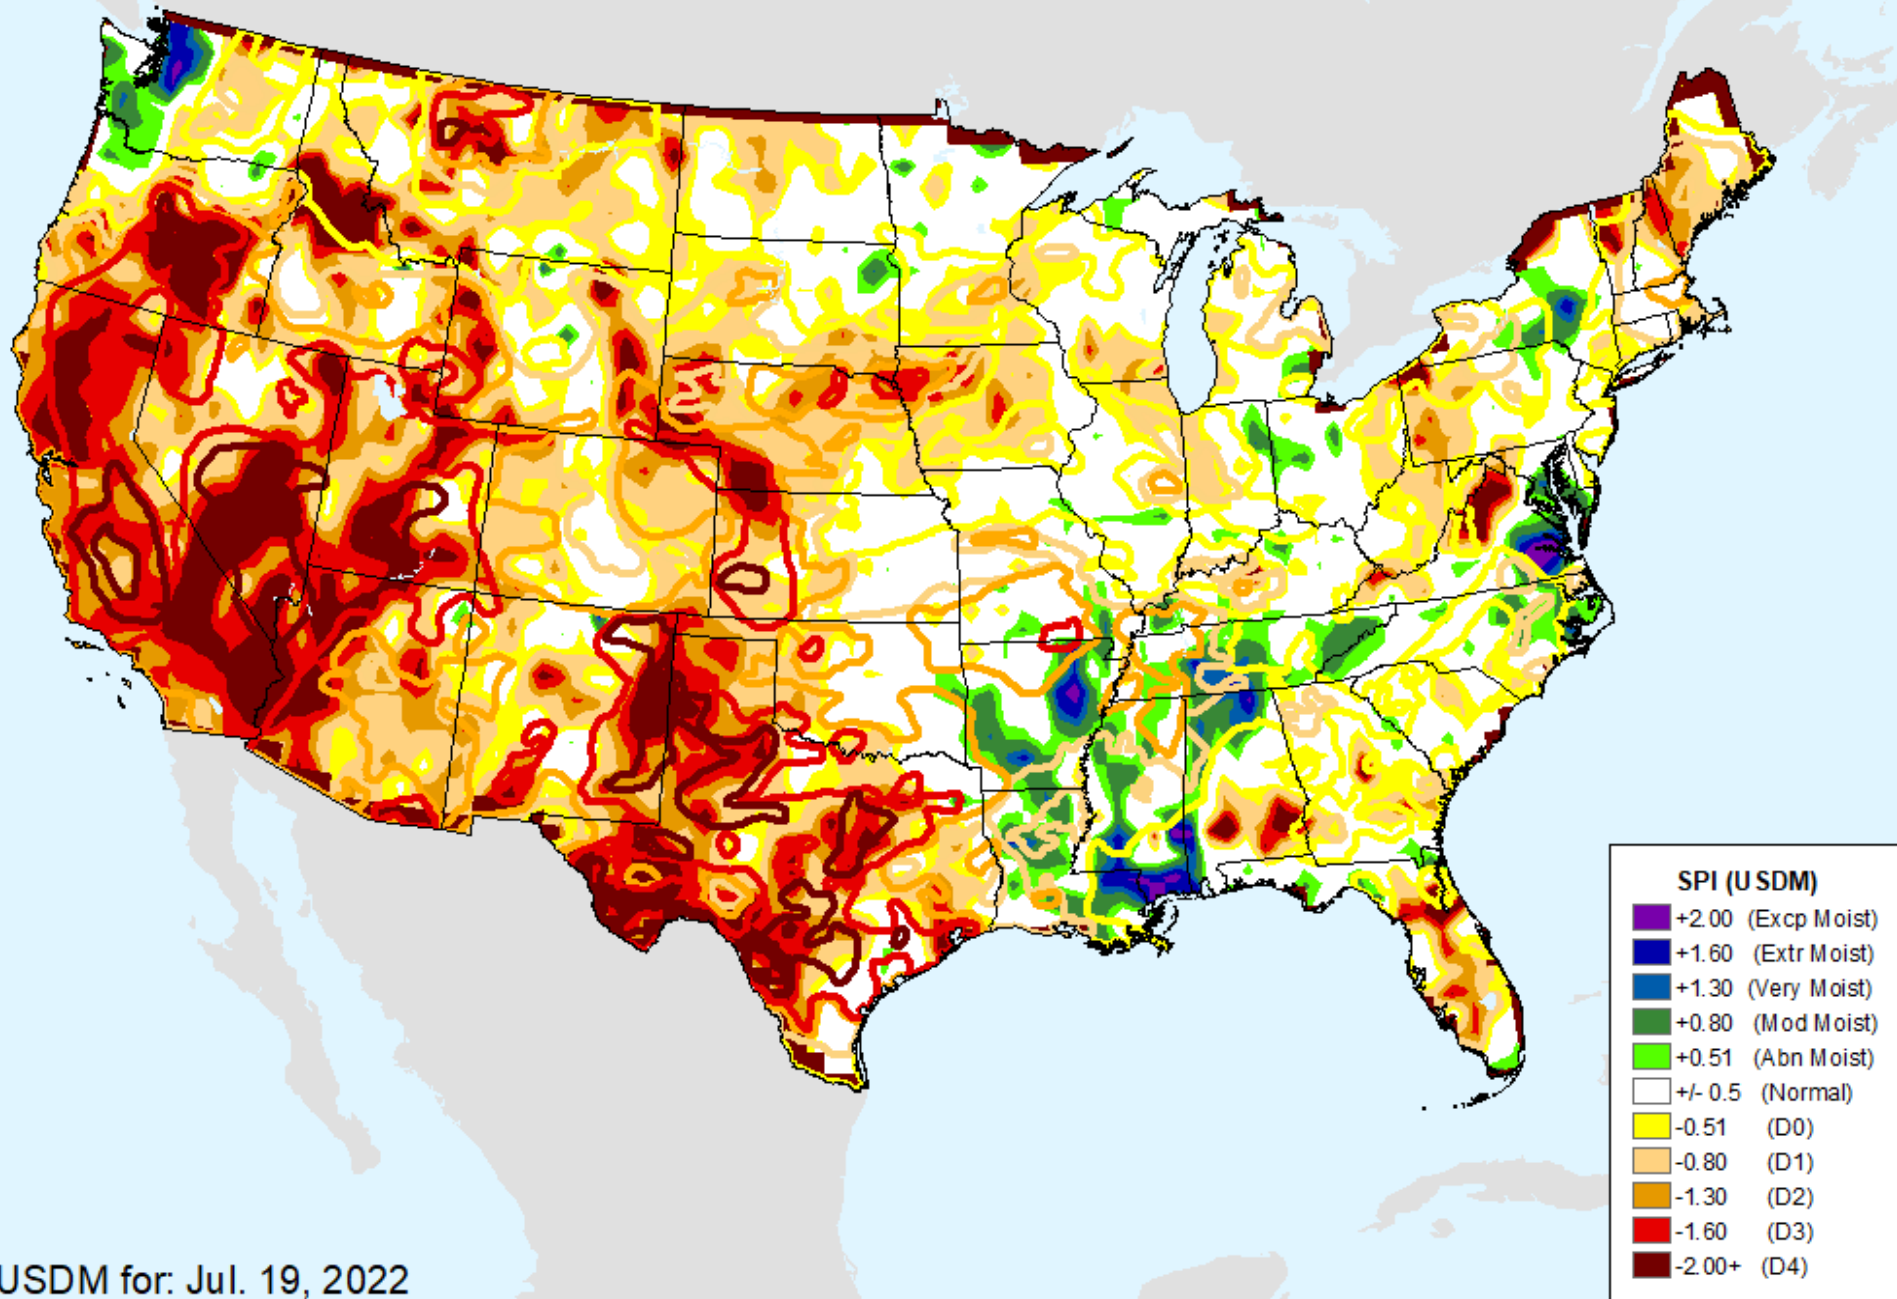 SPI (USDM)
+2.00 (Excp Moist)
+1.60 (Extr Moist)
+1.30 (Very Moist)
+0.80 (Mod Moist)
+0.51 (Abn Moist)
+/- 0.5 (Normal)
-0.51 (D0)
-0.80 (D1)
-1.30 (D2)
-1.60 (D3)
-2.00+ (D4)
USDM for: Jul. 19, 2022